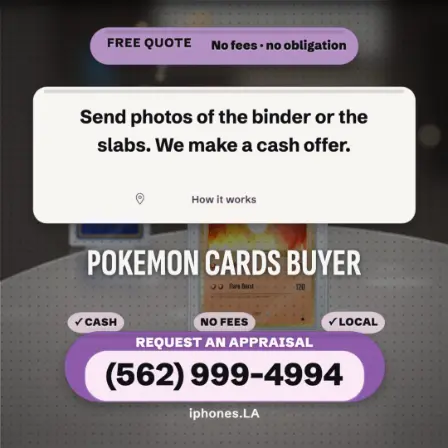 FREE QUOTE No fees · no obligation
Send photos of the binder or the
slabs. We make a cash offer.
How it works
POKEMON CARDS BUYER
✓CASH NO FEES ✓LOCAL
REQUEST AN APPRAISAL
(562) 999-4994
iphones.LA